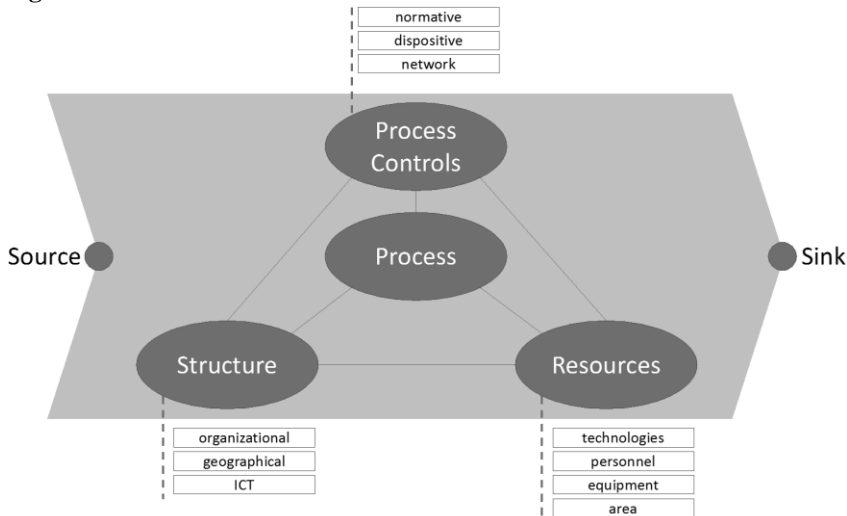 normative
dispositive
network
Process
Controls
Source
Process
Sink
Structure
Resources
organizational
geographical
ICT
technologies
personnel
equipment
area